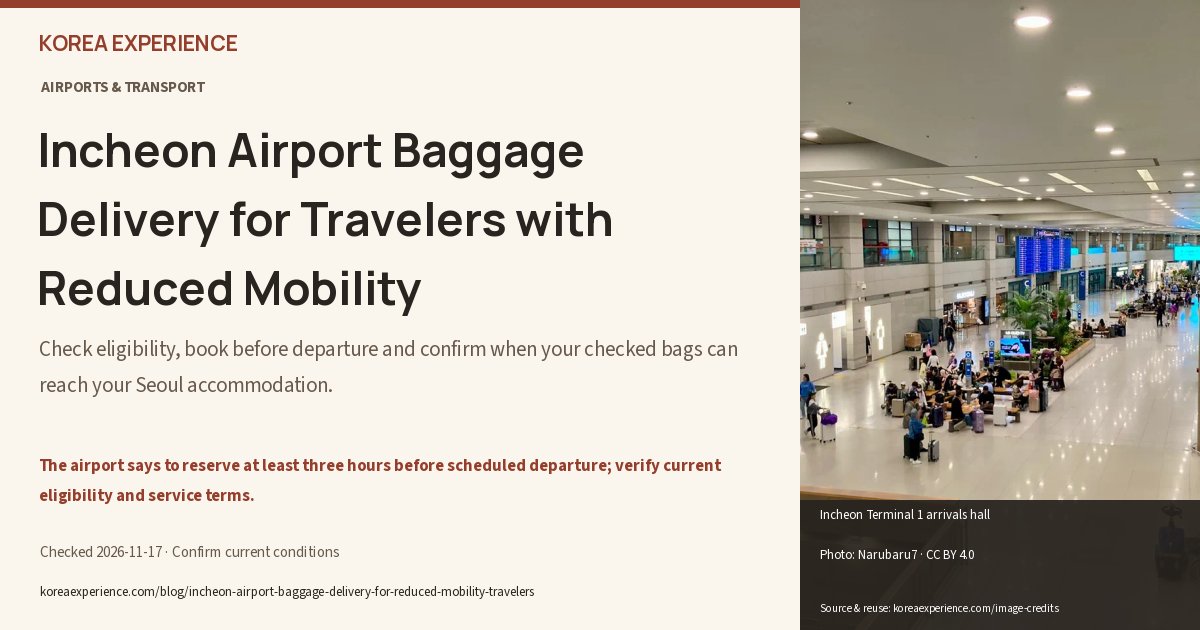 KOREA EXPERIENCE
AIRPORTS & TRANSPORT
Incheon Airport Baggage
Delivery for Travelers with
Reduced Mobility
Check eligibility, book before departure and confirm when your checked bags can
reach your Seoul accommodation.
The airport says to reserve at least three hours before scheduled departure; verify current
eligibility and service terms.
Checked 2026-11-17 · Confirm current conditions
koreaexperience.com/blog/incheon-airport-baggage-delivery-for-reduced-mobility-travelers
Incheon Terminal 1 arrivals hall
Photo: Narubaru7 · CC BY 4.0
Source & reuse: koreaexperience.com/image-credits